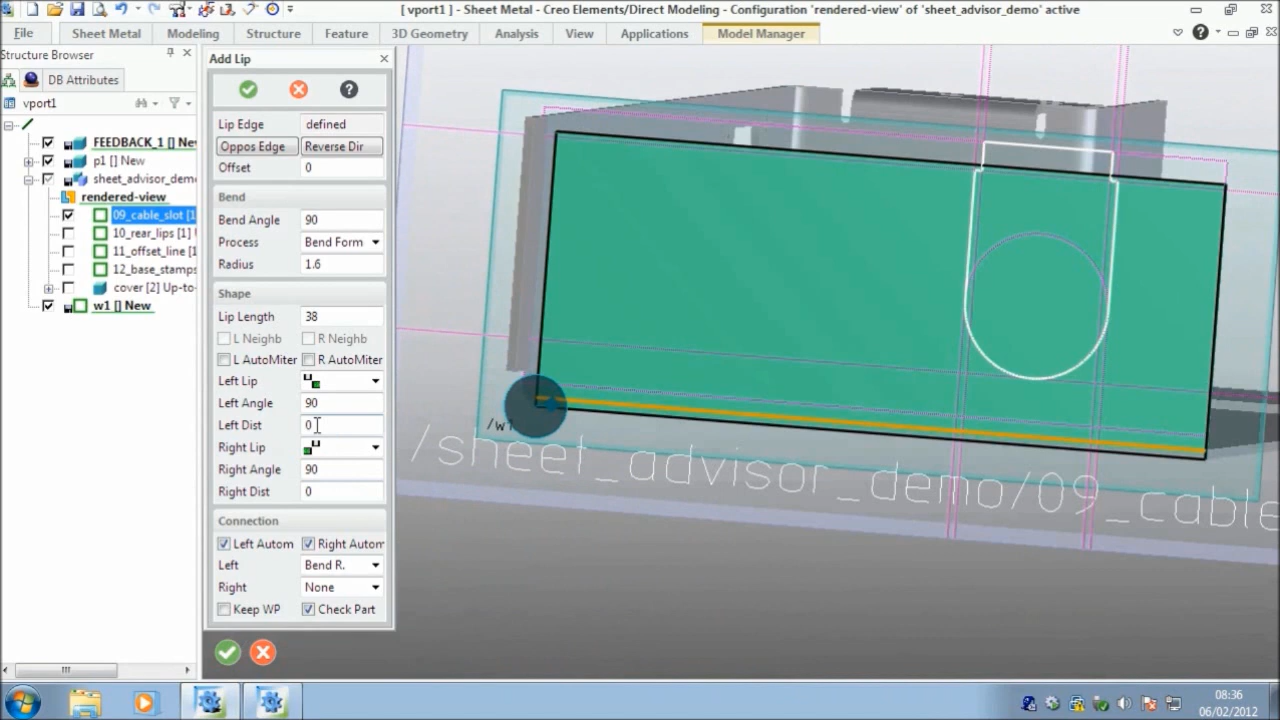 [ vport1 ] - Sheet Metal - Creo Elements/Direct Modeling - Configuration 'rendered-view' of 'sheet_advisor_demo' active
File Sheet Metal Modeling Structure Feature 3D Geometry Analysis View Applications Model Manager
Structure Browser
DB Attributes
vport1
FEEDBACK_1 [] New
p1 [] New
sheet_advisor_demo
rendered-view
09_cable_slot [1]
10_rear_lips [1]
11_offset_line [1]
12_base_stamps
cover [2] Up-to-
w1 [] New
Add Lip
Lip Edge defined
Oppos Edge Reverse Dir
Offset 0
Bend
Bend Angle 90
Process Bend Form
Radius 1.6
Shape
Lip Length 38
L Neighb R Neighb
L AutoMiter R AutoMiter
Left Lip
Left Angle 90
Left Dist 0
Right Lip
Right Angle 90
Right Dist 0
Connection
Left Autom Right Autom
Left Bend R.
Right None
Keep WP Check Part
/w1
/sheet_advisor_demo/09_cable
08:36
06/02/2012